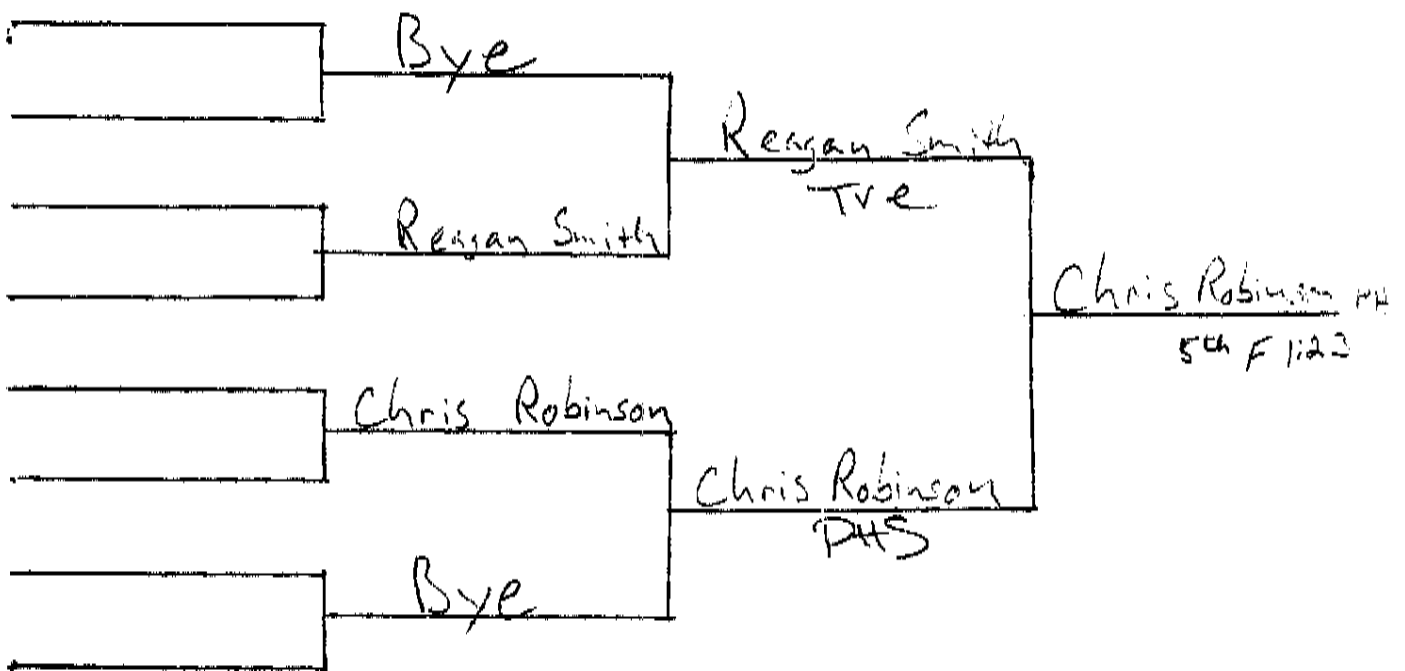 Bye
Reagan Smith
Tve
Reagan Smith
Chris Robinson PH
5th F 1:23
Chris Robinson
Chris Robinson
PHS
Bye